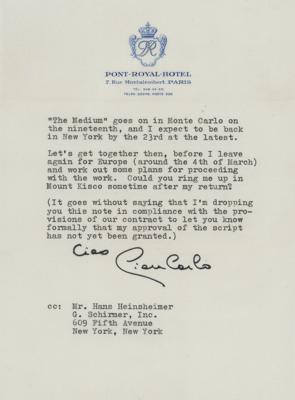 R
PONT-ROYAL-HOTEL
7. Rue Montalembert. PARIS
"The Medium" goes on in Monte Carlo on
the nineteenth, and I expect to be back
in New York by the 23rd at the latest.
Let's get together then, before I leave
again for Europe (around the 4th of March)
and work out some plans for proceeding
with the work. Could you ring me up in
Mount Kisco sometime after my return?
(It goes without saying that I'm dropping
you this note in compliance with the pro-
visions of our contract to let you know
formally that my approval of the script
has not yet been granted.)
Ciao
Gian Carlo
cc: Mr. Hans Heinsheimer
G. Schirmer, Inc.
609 Fifth Avenue
New York, New York